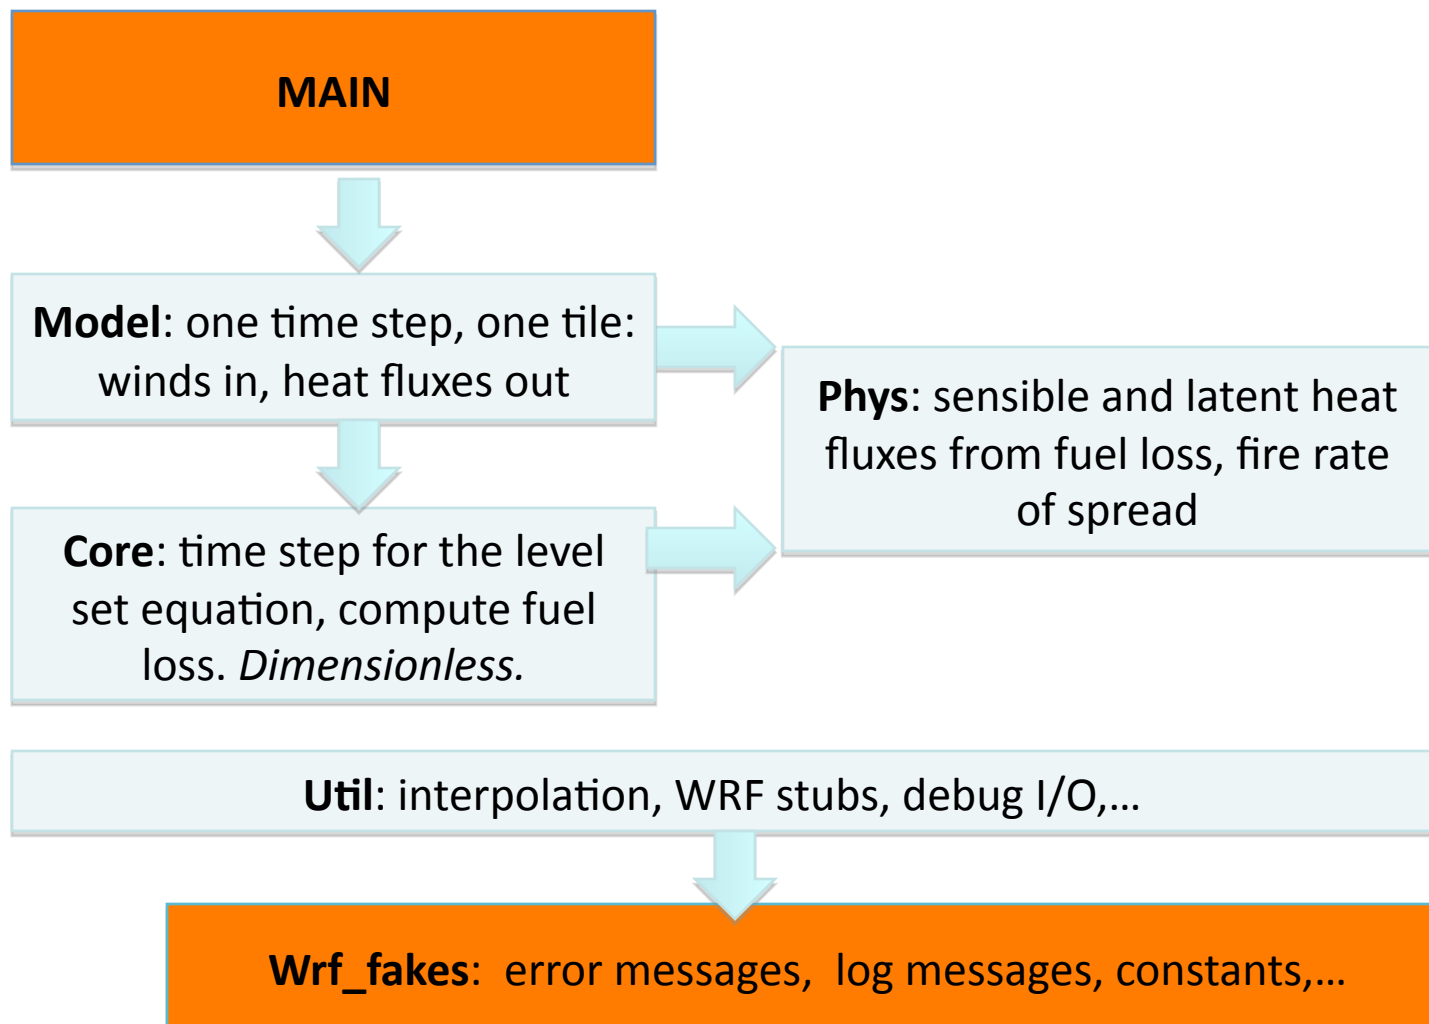 MAIN
Model: one time step, one tile:
winds in, heat fluxes out
Phys: sensible and latent heat
fluxes from fuel loss, fire rate
of spread
Core: time step for the level
set equation, compute fuel
loss. Dimensionless.
Util: interpolation, WRF stubs, debug I/O,…
Wrf_fakes: error messages, log messages, constants,…